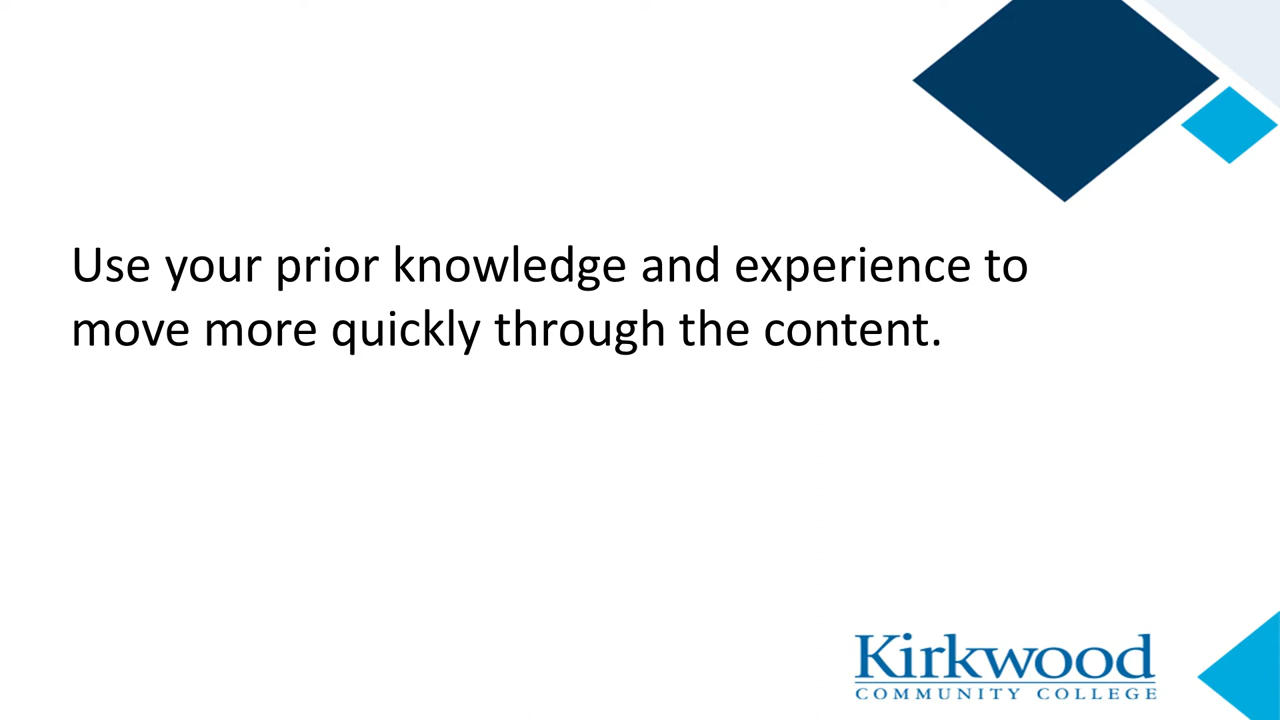 Use your prior knowledge and experience to
move more quickly through the content.
Kirkwood
COMMUNITY COLLEGE